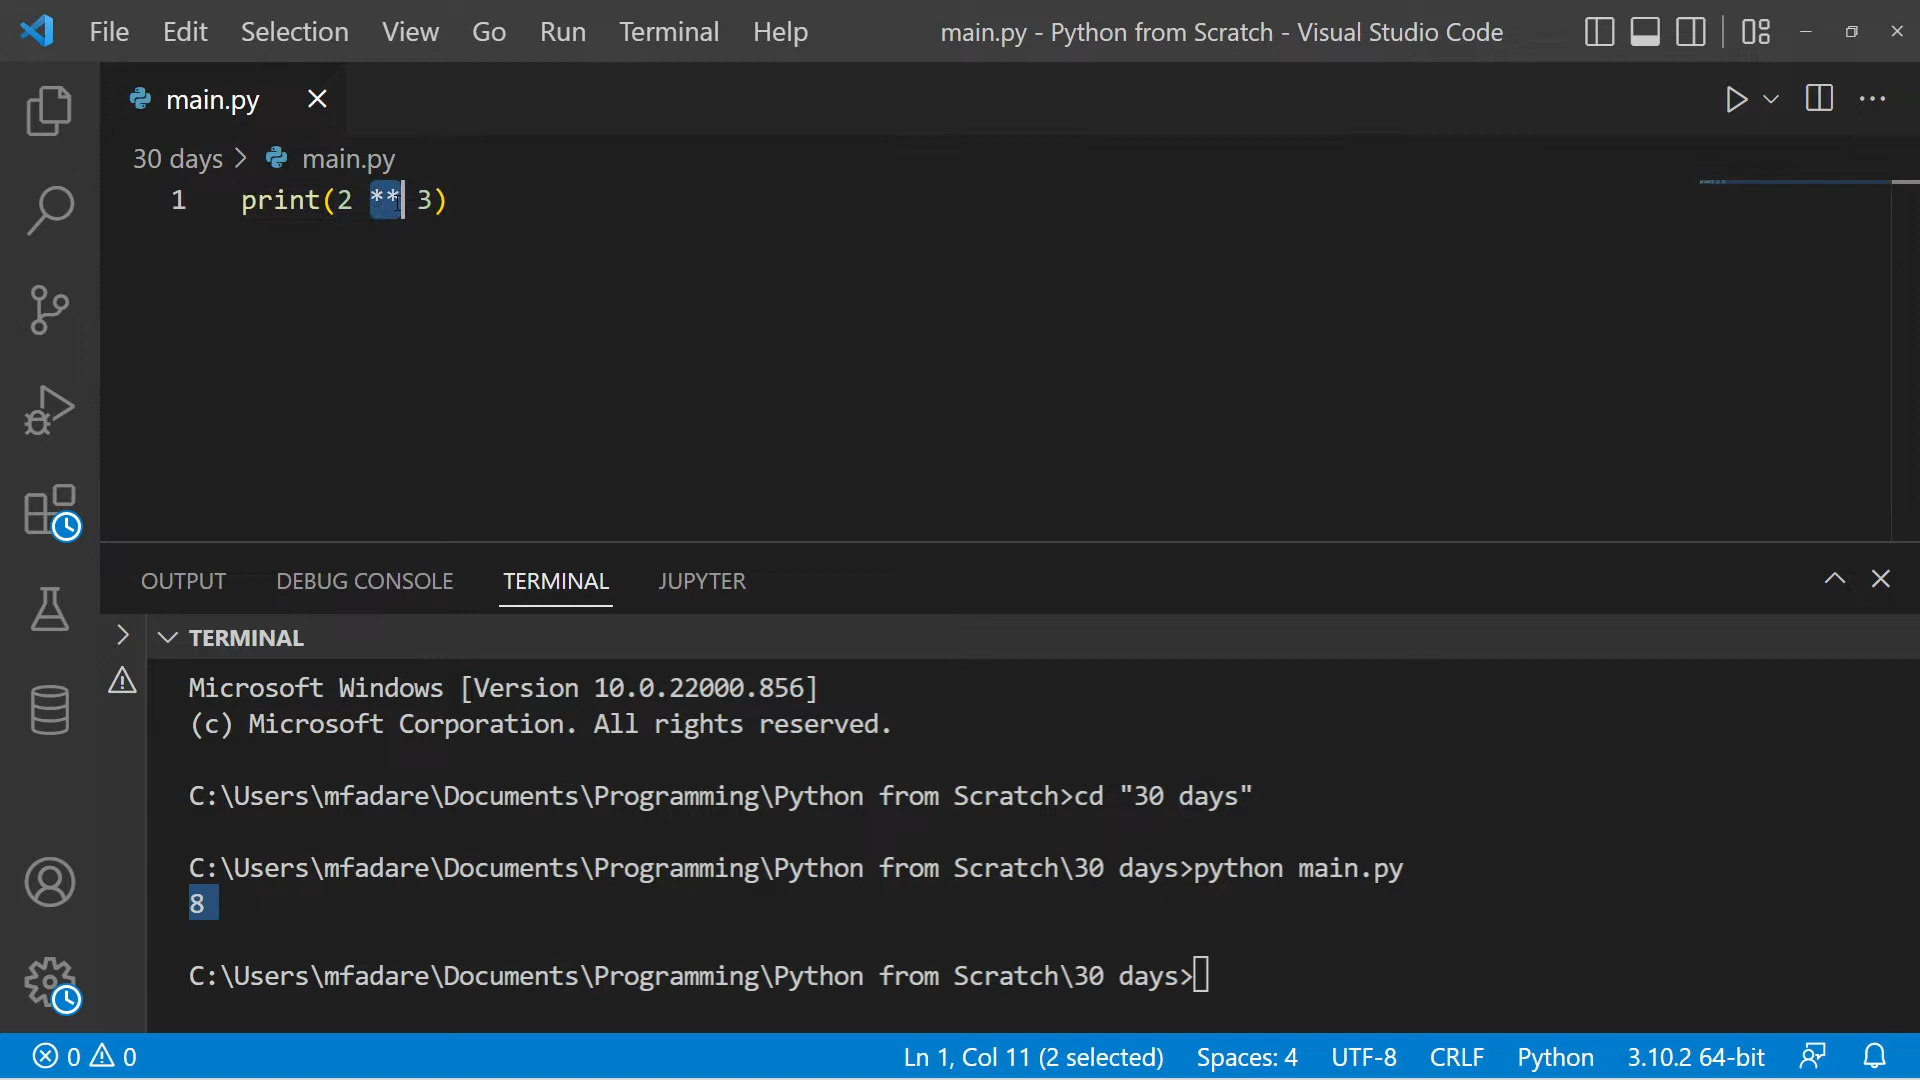 File Edit Selection View Go Run Terminal Help main.py - Python from Scratch - Visual Studio Code
main.py
30 days > main.py
1 print(2 ** 3)
OUTPUT DEBUG CONSOLE TERMINAL JUPYTER
TERMINAL
Microsoft Windows [Version 10.0.22000.856]
(c) Microsoft Corporation. All rights reserved.
C:\Users\mfadare\Documents\Programming\Python from Scratch>cd "30 days"
C:\Users\mfadare\Documents\Programming\Python from Scratch\30 days>python main.py
8
C:\Users\mfadare\Documents\Programming\Python from Scratch\30 days>
0 0 Ln 1, Col 11 (2 selected) Spaces: 4 UTF-8 CRLF Python 3.10.2 64-bit